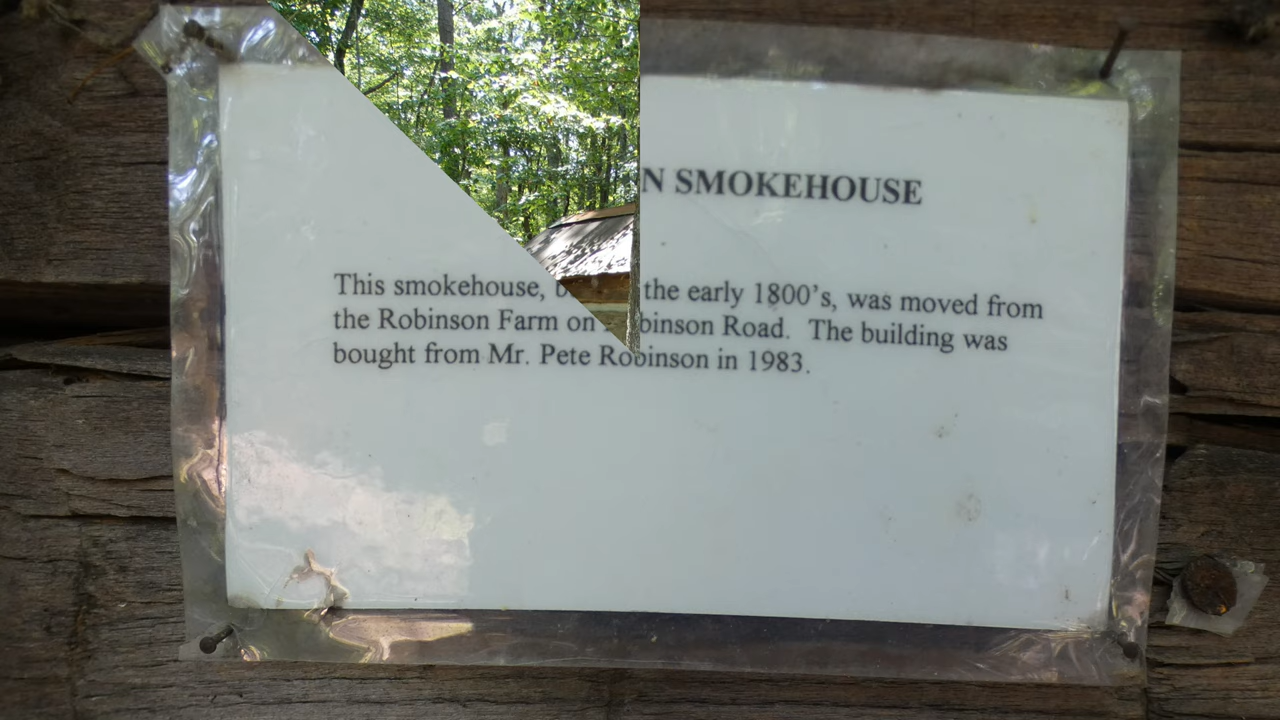 N SMOKEHOUSE
This smokehouse, the early 1800's, was moved from
the Robinson Farm on binson Road. The building was
bought from Mr. Pete Robinson in 1983.